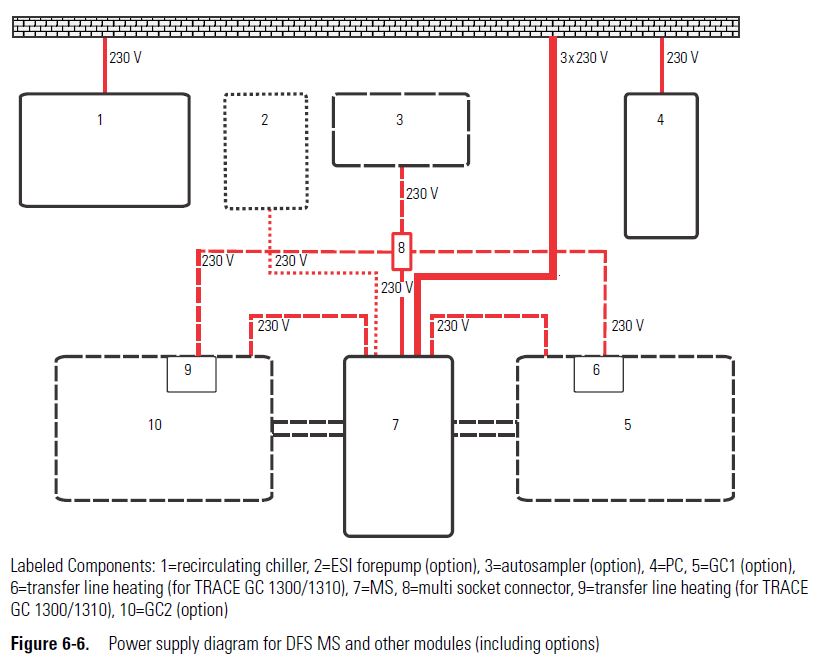 230 V
3x230 V
230 V
1
2
3
4
230 V
8
230 V
230 V
230 V
230 V
230 V
230 V
9
6
10
7
5
Labeled Components: 1=recirculating chiller, 2=ESI forepump (option), 3=autosampler (option), 4=PC, 5=GC1 (option),
6=transfer line heating (for TRACE GC 1300/1310), 7=MS, 8=multi socket connector, 9=transfer line heating (for TRACE
GC 1300/1310), 10=GC2 (option)
Figure 6-6. Power supply diagram for DFS MS and other modules (including options)